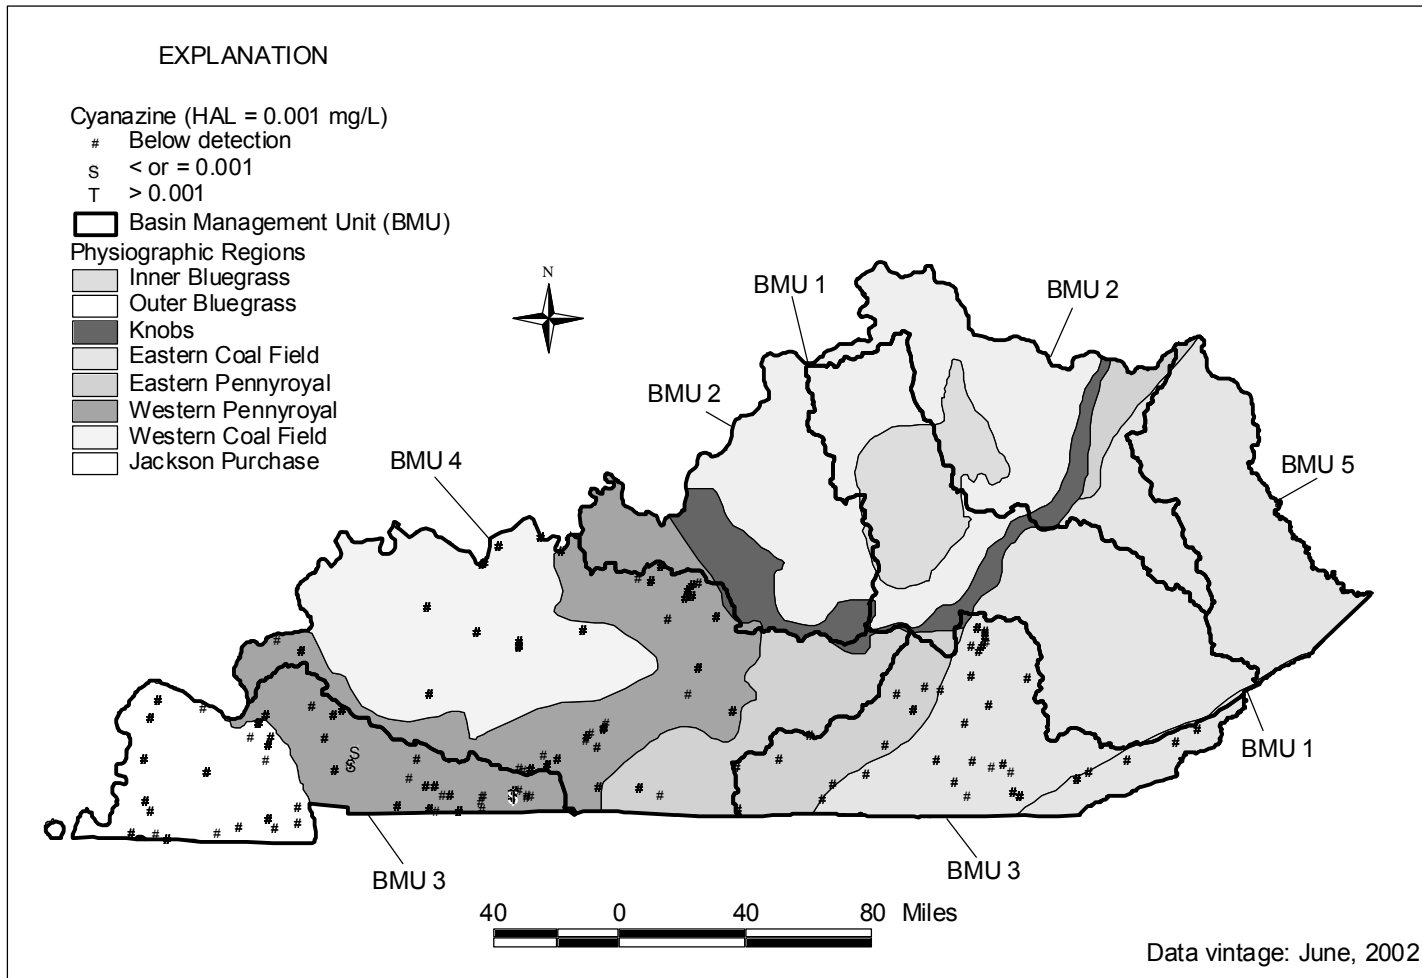 EXPLANATION
Cyanazine (HAL = 0.001 mg/L)
# Below detection
S < or = 0.001
T > 0.001
Basin Management Unit (BMU)
Physiographic Regions
Inner Bluegrass
Outer Bluegrass
Knobs
Eastern Coal Field
Eastern Pennyroyal
Western Pennyroyal
Western Coal Field
Jackson Purchase
N
BMU 1
BMU 2
BMU 2
BMU 4
BMU 5
BMU 1
BMU 3
BMU 3
40 0 40 80 Miles
Data vintage: June, 2002